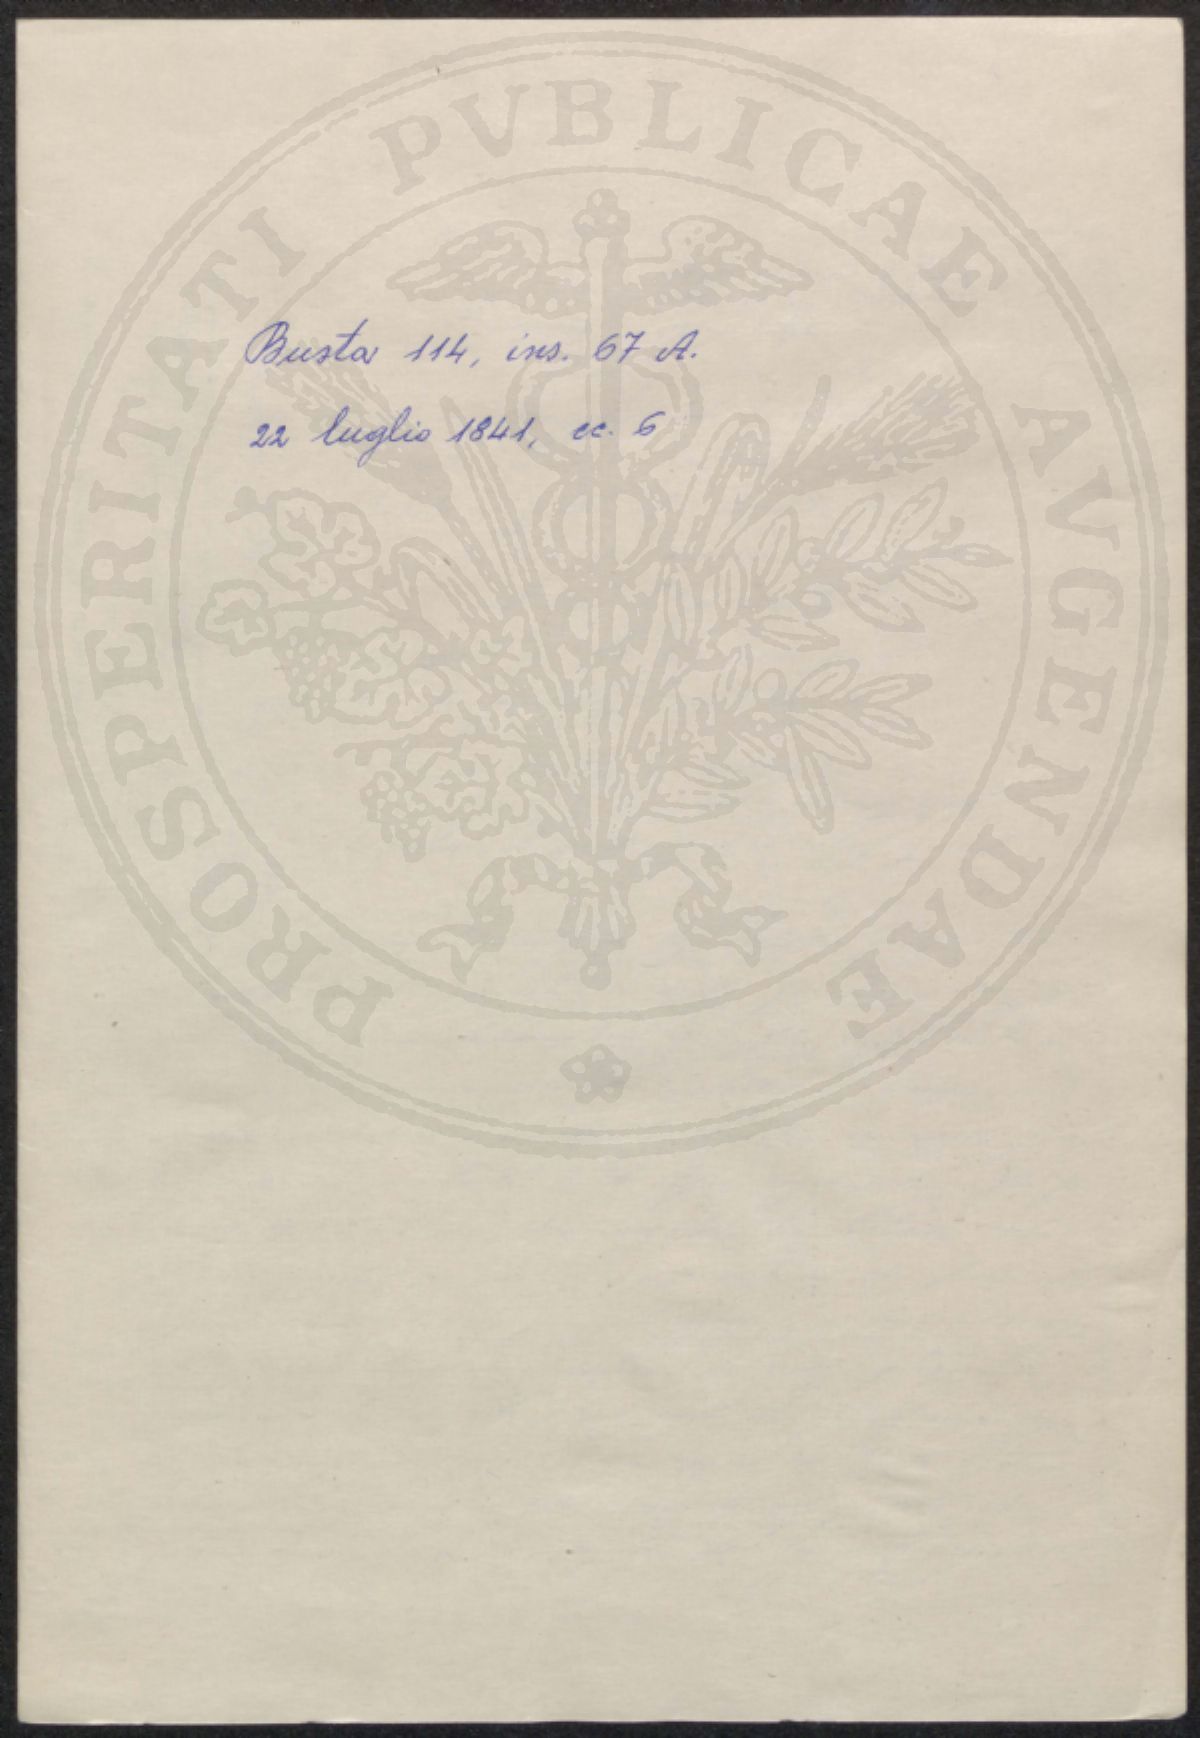 PROSPERITATI PVBLICAE AVGENDAE
Busta 114, ins. 67 A.
22 luglio 1841, cc. 6